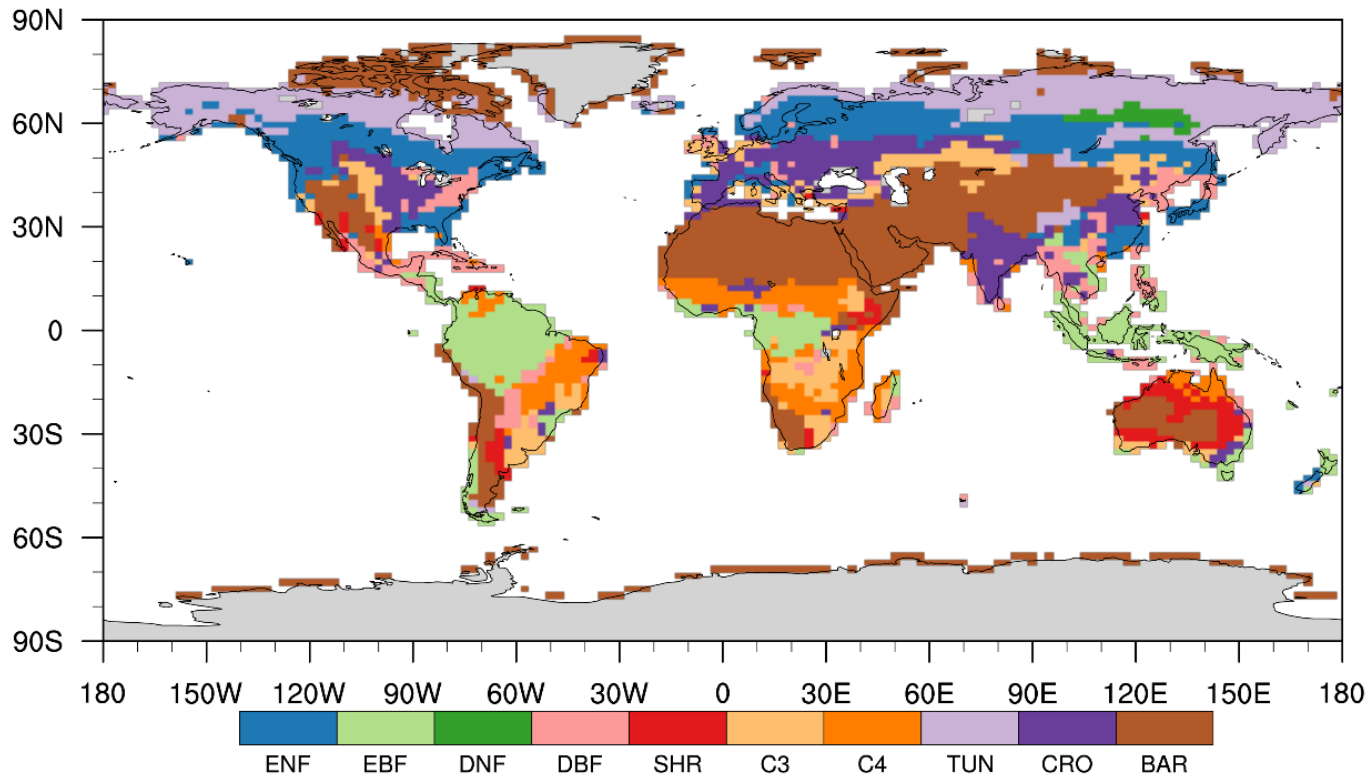 90N
60N
30N
0
30S
60S
90S
180 150W 120W 90W 60W 30W 0 30E 60E 90E 120E 150E 180
ENF EBF DNF DBF SHR C3 C4 TUN CRO BAR